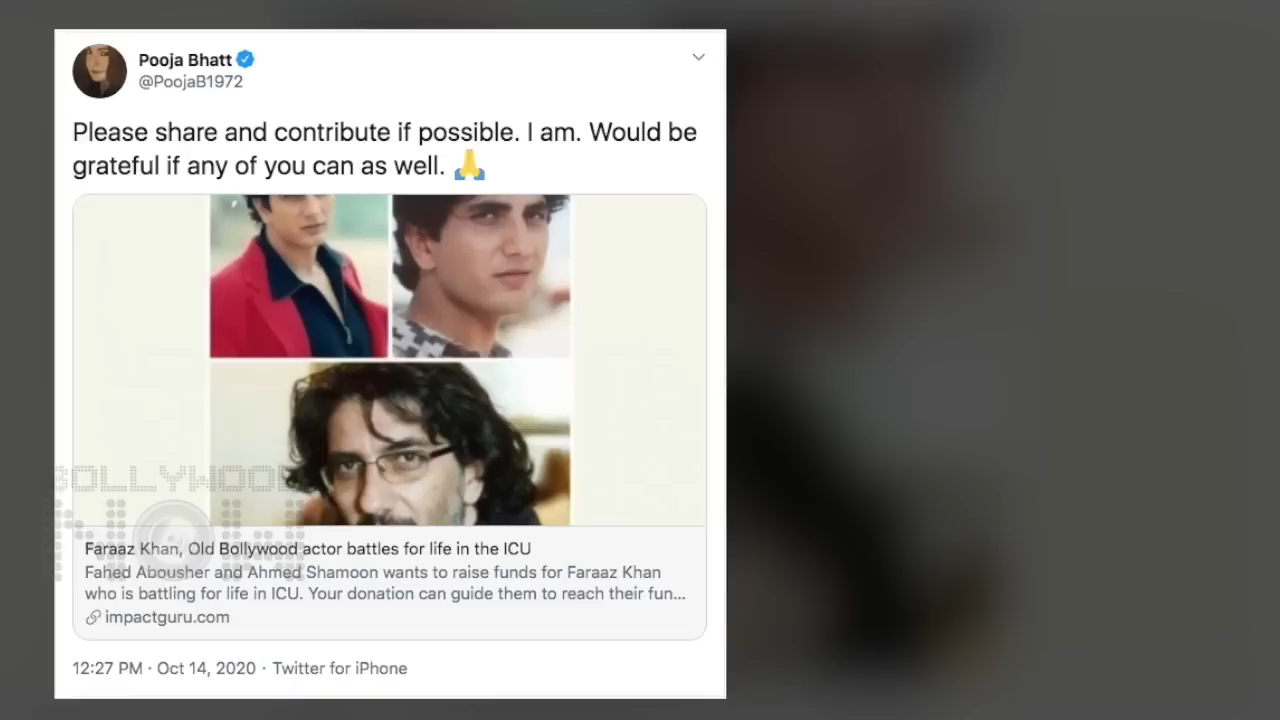 Pooja Bhatt
@PoojaB1972
Please share and contribute if possible. I am. Would be
grateful if any of you can as well. 🙏
BOLLYWOOD
NOW
Faraaz Khan, Old Bollywood actor battles for life in the ICU
Fahed Abousher and Ahmed Shamoon wants to raise funds for Faraaz Khan
who is battling for life in ICU. Your donation can guide them to reach their fun...
impactguru.com
12:27 PM · Oct 14, 2020 · Twitter for iPhone